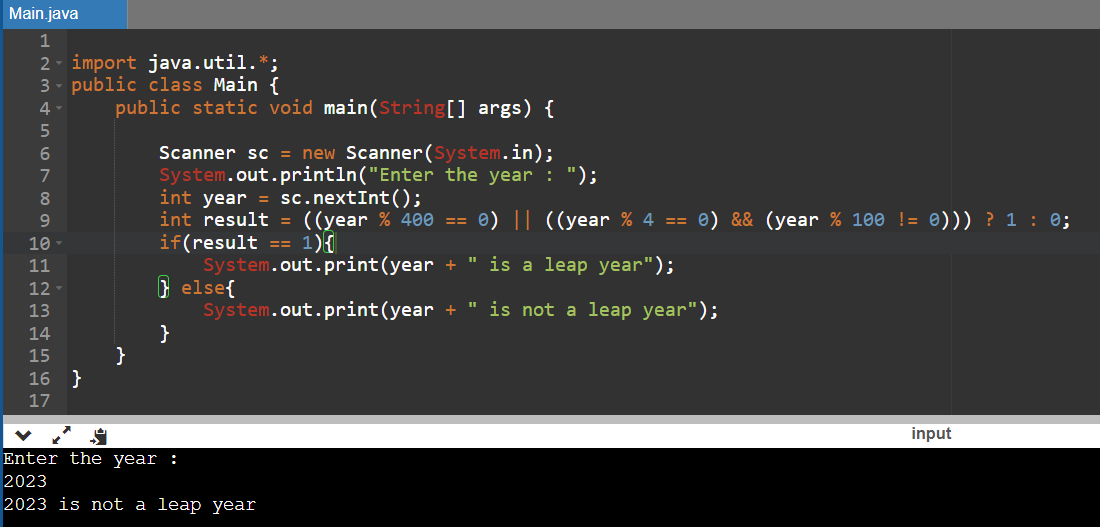 Main.java
1
2 import java.util.*;
3 public class Main {
4     public static void main(String[] args) {
5
6         Scanner sc = new Scanner(System.in);
7         System.out.println("Enter the year : ");
8         int year = sc.nextInt();
9         int result = ((year % 400 == 0) || ((year % 4 == 0) && (year % 100 != 0))) ? 1 : 0;
10         if(result == 1){
11             System.out.print(year + " is a leap year");
12         } else{
13             System.out.print(year + " is not a leap year");
14         }
15     }
16 }
17
input
Enter the year :
2023
2023 is not a leap year